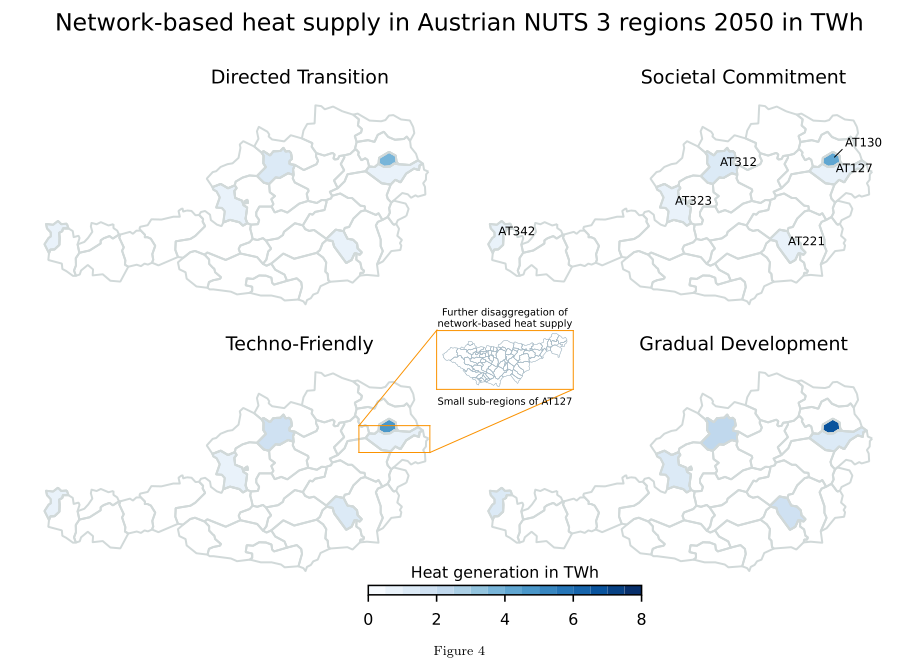 Network-based heat supply in Austrian NUTS 3 regions 2050 in TWh
Directed Transition
Societal Commitment
AT130
AT312
AT127
AT323
AT342
AT221
Further disaggregation of
network-based heat supply
Techno-Friendly
Gradual Development
Small sub-regions of AT127
Heat generation in TWh
0 2 4 6 8
Figure 4